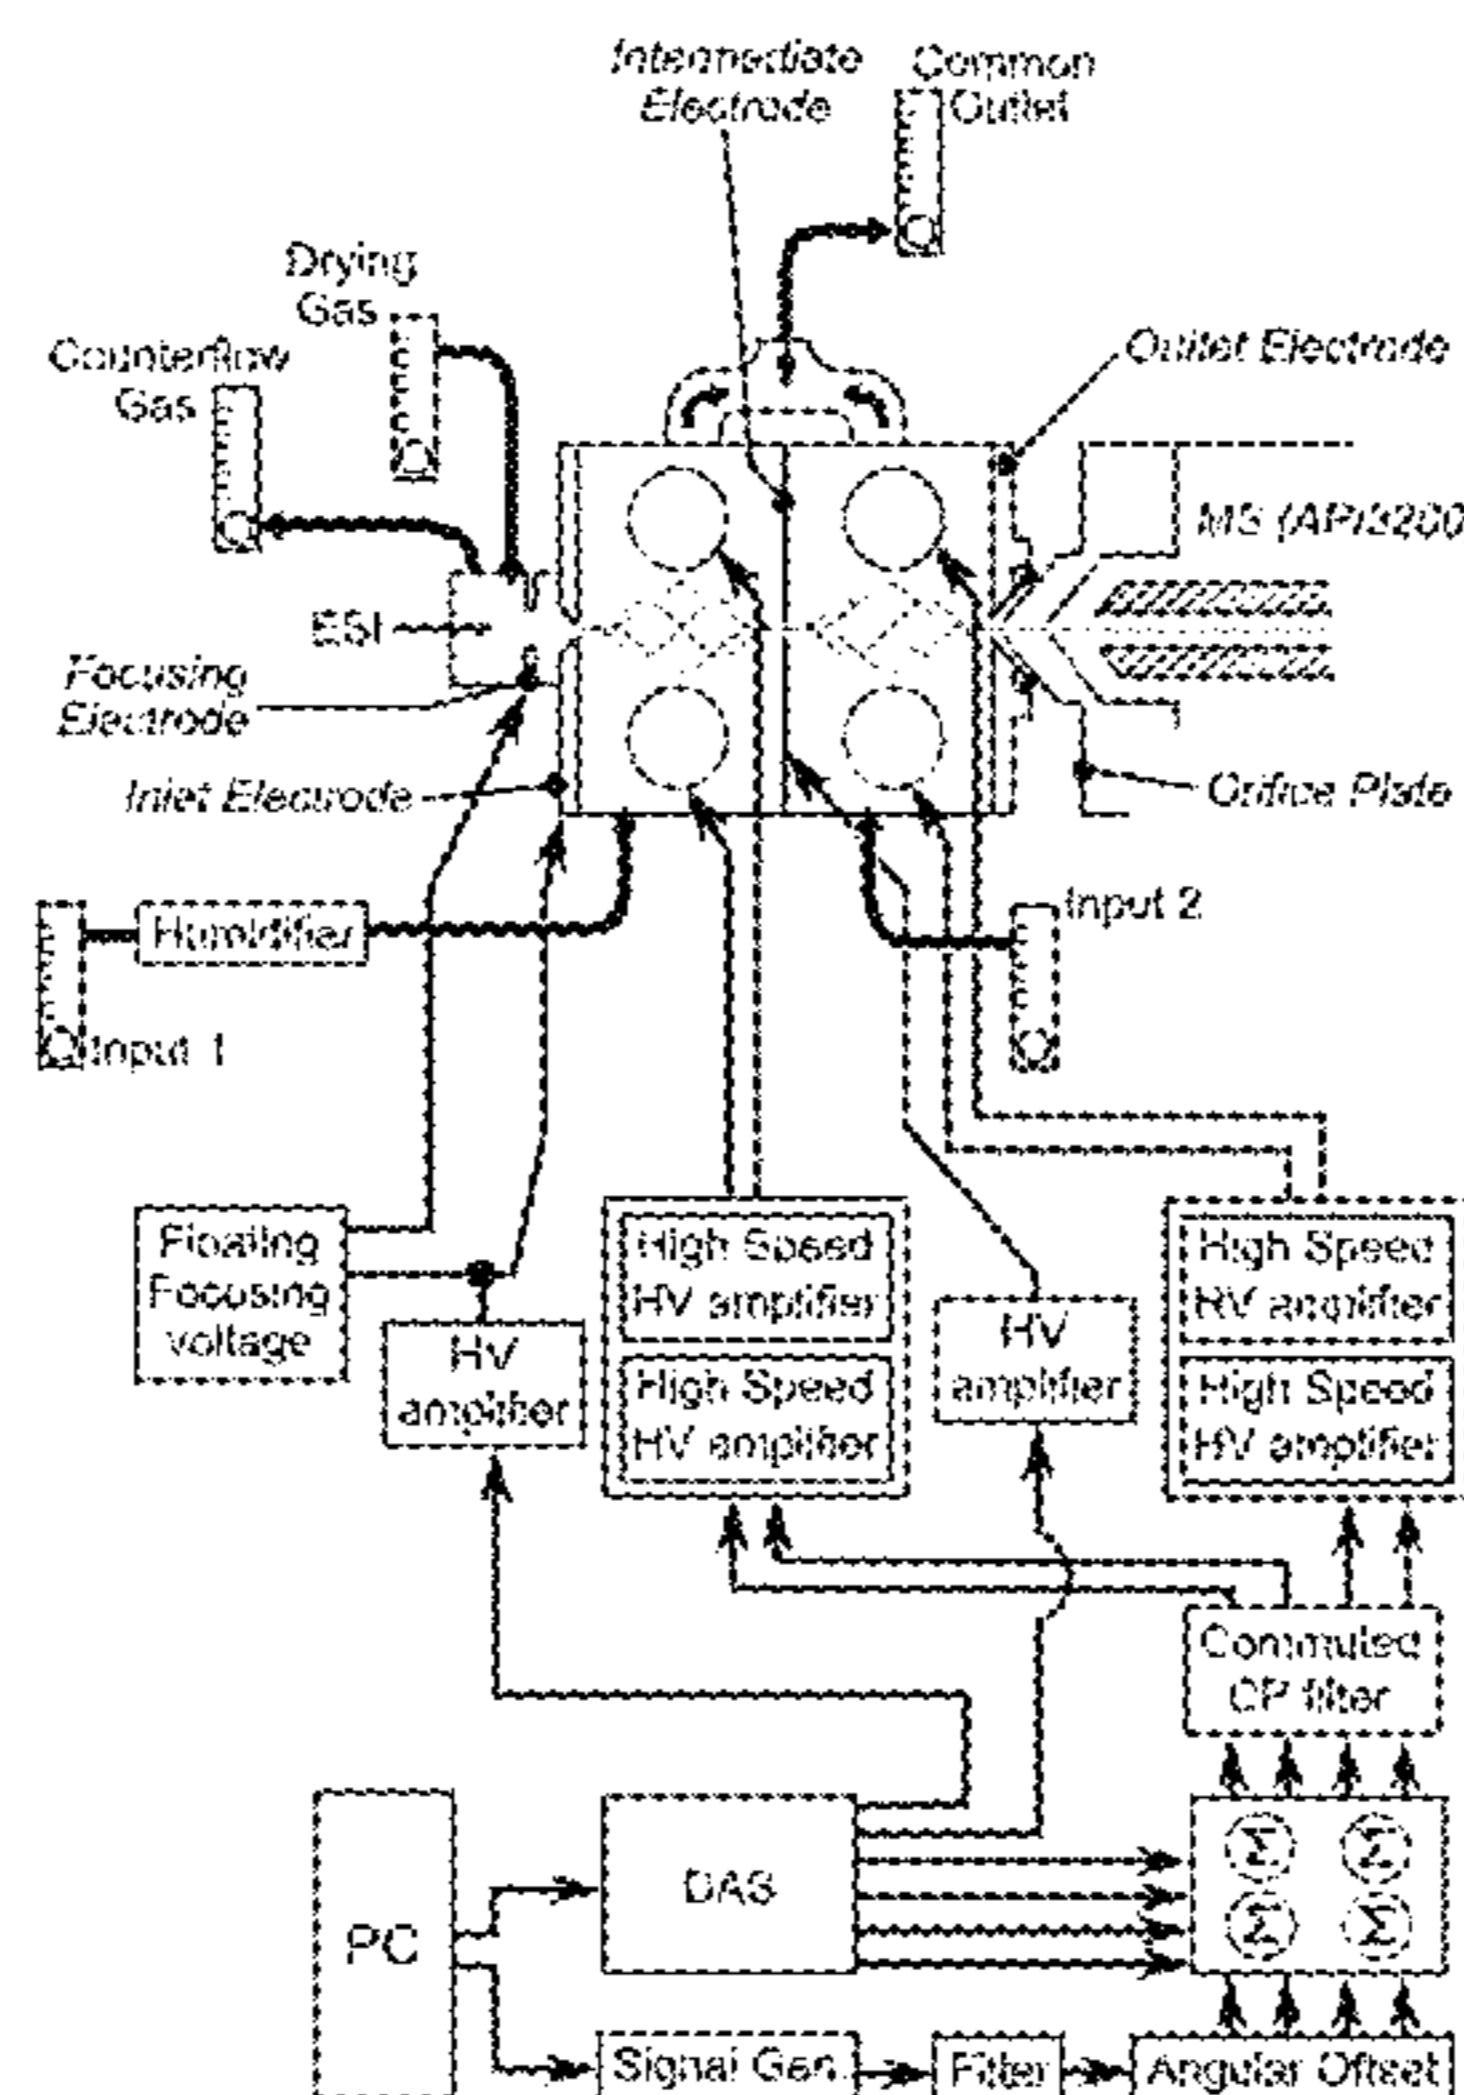 Intermediate
Electrode
Common
Outlet
Drying
Gas
Counterflow
Gas
Outlet Electrode
MS (API3200
ESI
Focusing
Electrode
Inlet Electrode
Orifice Plate
Humidifier
Input 1
Input 2
Floating
Focusing
voltage
HV
amplifier
High Speed
HV amplifier
High Speed
HV amplifier
HV
amplifier
High Speed
HV amplifier
High Speed
HV amplifier
Commuted
CP filter
PC
DAS
Σ Σ
Σ Σ
Signal Gen.
Filter
Angular Offset